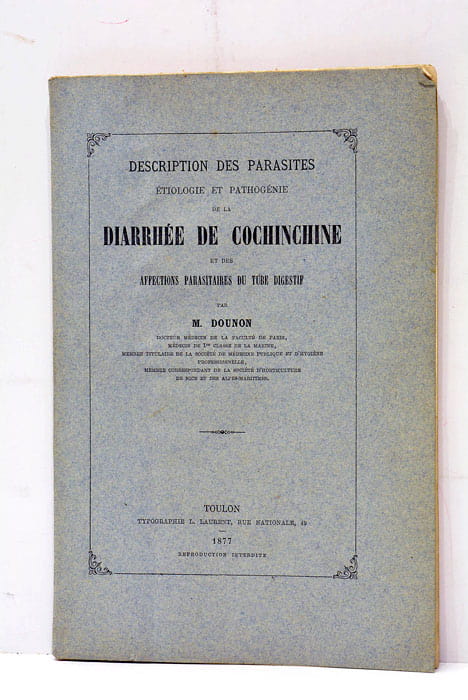 DESCRIPTION DES PARASITES
ÉTIOLOGIE ET PATHOGÉNIE
DE LA
DIARRHÉE DE COCHINCHINE
ET DES
AFFECTIONS PARASITAIRES DU TUBE DIGESTIF
PAR
M. DOUNON
DOCTEUR MÉDECIN DE LA FACULTÉ DE PARIS,
MÉDECIN DE 1re CLASSE DE LA MARINE,
MEMBRE TITULAIRE DE LA SOCIÉTÉ DE MÉDECINE PUBLIQUE ET D'HYGIÈNE
PROFESSIONNELLE,
MEMBRE CORRESPONDANT DE LA SOCIÉTÉ D'HORTICULTURE
DE NICE ET DES ALPES-MARITIMES.
TOULON
TYPOGRAPHIE L. LAURENT, RUE NATIONALE, 49
1877
REPRODUCTION INTERDITE